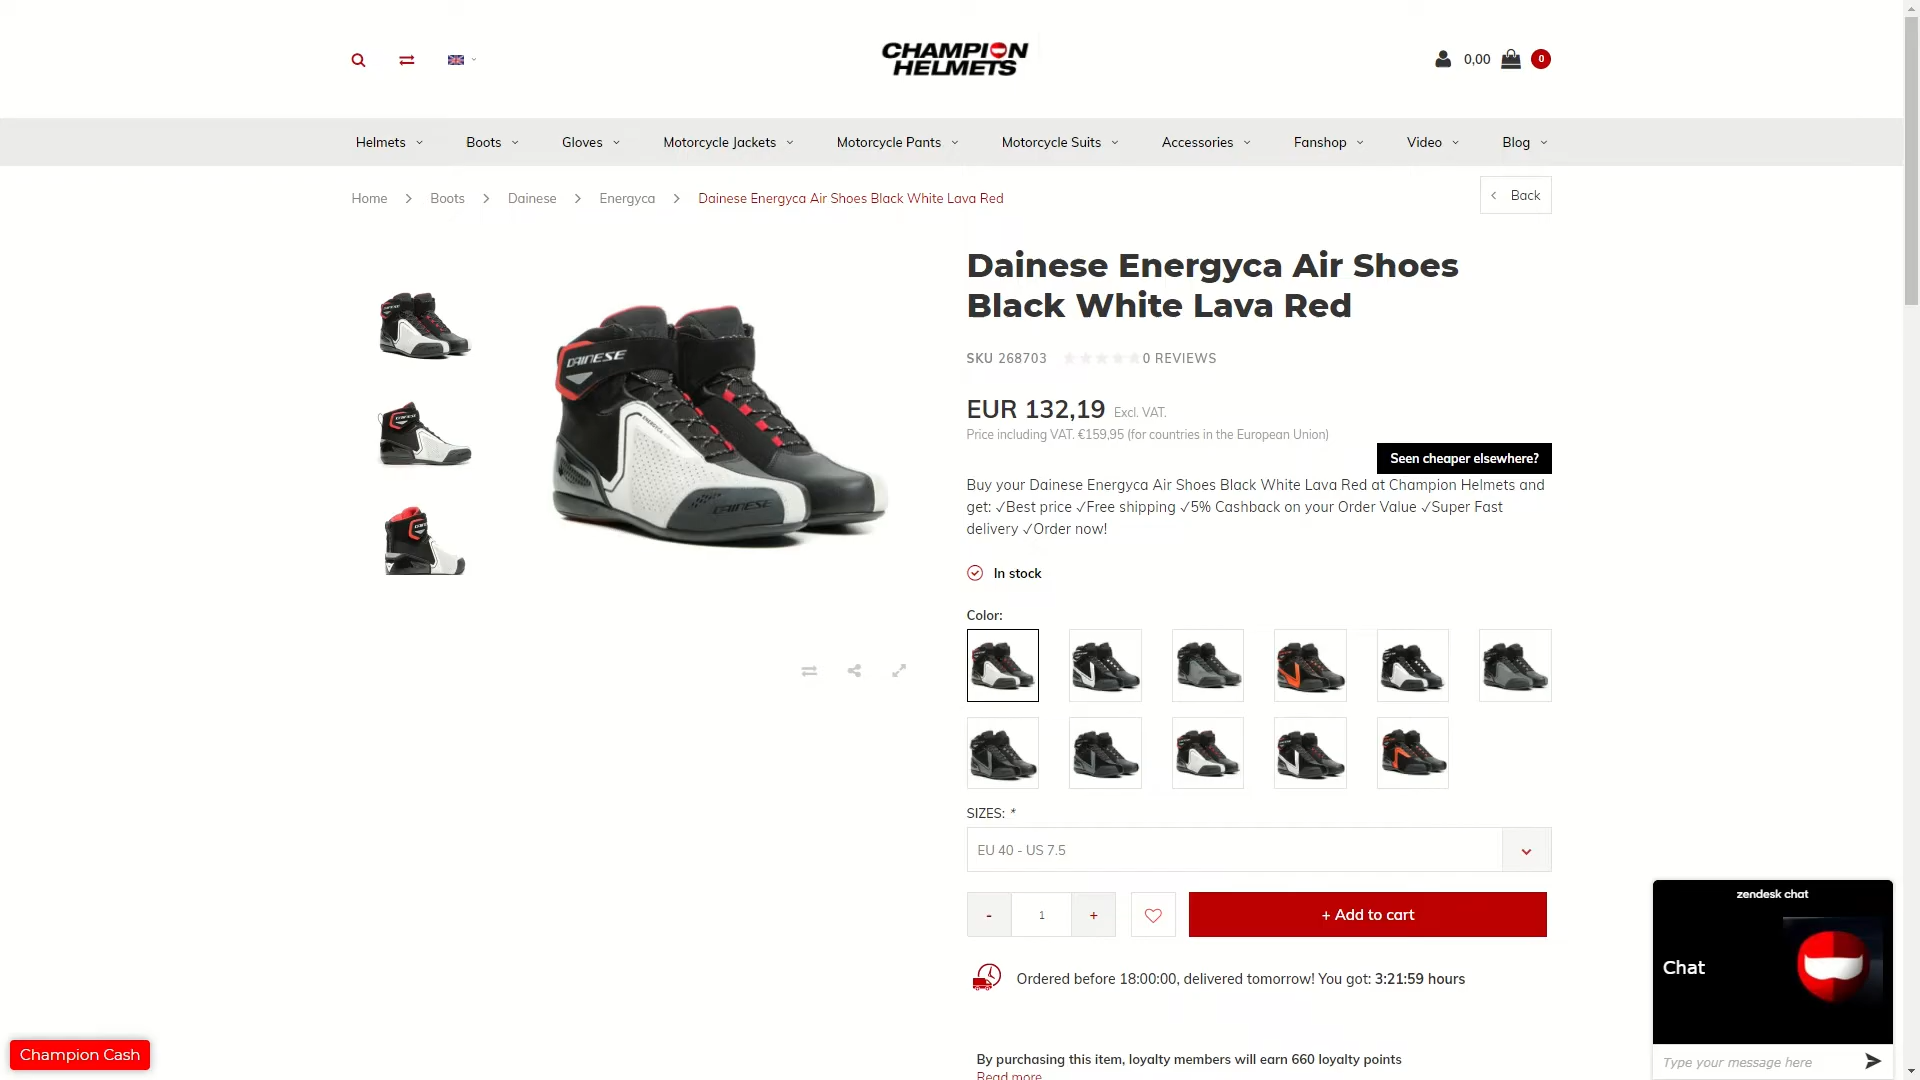 0,00
0
CHAMPION
HELMETS
Helmets
Boots
Gloves
Motorcycle Jackets
Motorcycle Pants
Motorcycle Suits
Accessories
Fanshop
Video
Blog
Home
Boots
Dainese
Energyca
Dainese Energyca Air Shoes Black White Lava Red
Back
Dainese Energyca Air Shoes
Black White Lava Red
SKU 268703
0 REVIEWS
EUR 132,19 Excl. VAT.
Price including VAT. €159,95 (for countries in the European Union)
Seen cheaper elsewhere?
Buy your Dainese Energyca Air Shoes Black White Lava Red at Champion Helmets and
get: ✓Best price ✓Free shipping ✓5% Cashback on your Order Value ✓Super Fast
delivery ✓Order now!
In stock
DAINESE
DAINESE
Color:
SIZES: *
EU 40 - US 7.5
- 1 +
+ Add to cart
Ordered before 18:00:00, delivered tomorrow! You got: 3:21:59 hours
By purchasing this item, loyalty members will earn 660 loyalty points
Read more
Champion Cash
zendesk chat
Chat
Type your message here